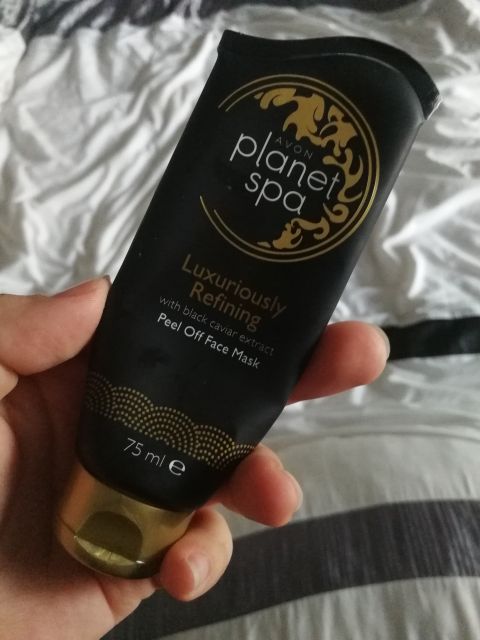 AVON
planet
spa
Luxuriously
Refining
with black caviar extract
Peel Off Face Mask
75 ml e